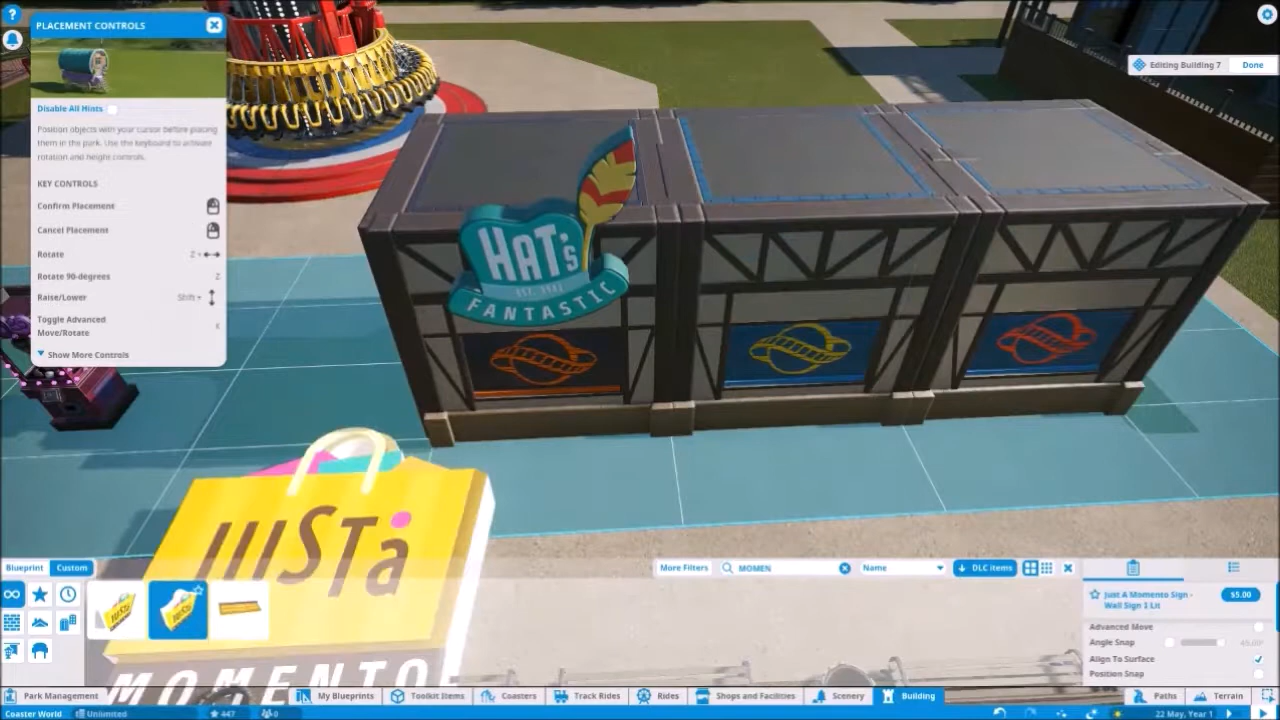 PLACEMENT CONTROLS
Editing Building 7
Done
Disable All Hints
Position objects with your cursor before placing
them in the park. Use the keyboard to activate
rotation and height controls.
KEY CONTROLS
Confirm Placement
Cancel Placement
Rotate Z +
Rotate 90-degrees Z
Raise/Lower Shift +
Toggle Advanced
Move/Rotate
Show More Controls
HAT's
FANTASTIC
JUSTa
MOMENTO
Blueprint Custom
More Filters MOMEN Name DLC items
Just A Momento Sign -
Wall Sign 1 Lit
$5.00
Advanced Move
Angle Snap
Align To Surface
Position Snap
Park Management My Blueprints Toolkit Items Coasters Track Rides Rides Shops and Facilities Scenery Building Paths Terrain
Coaster World Unlimited 447 0 22 May, Year 1